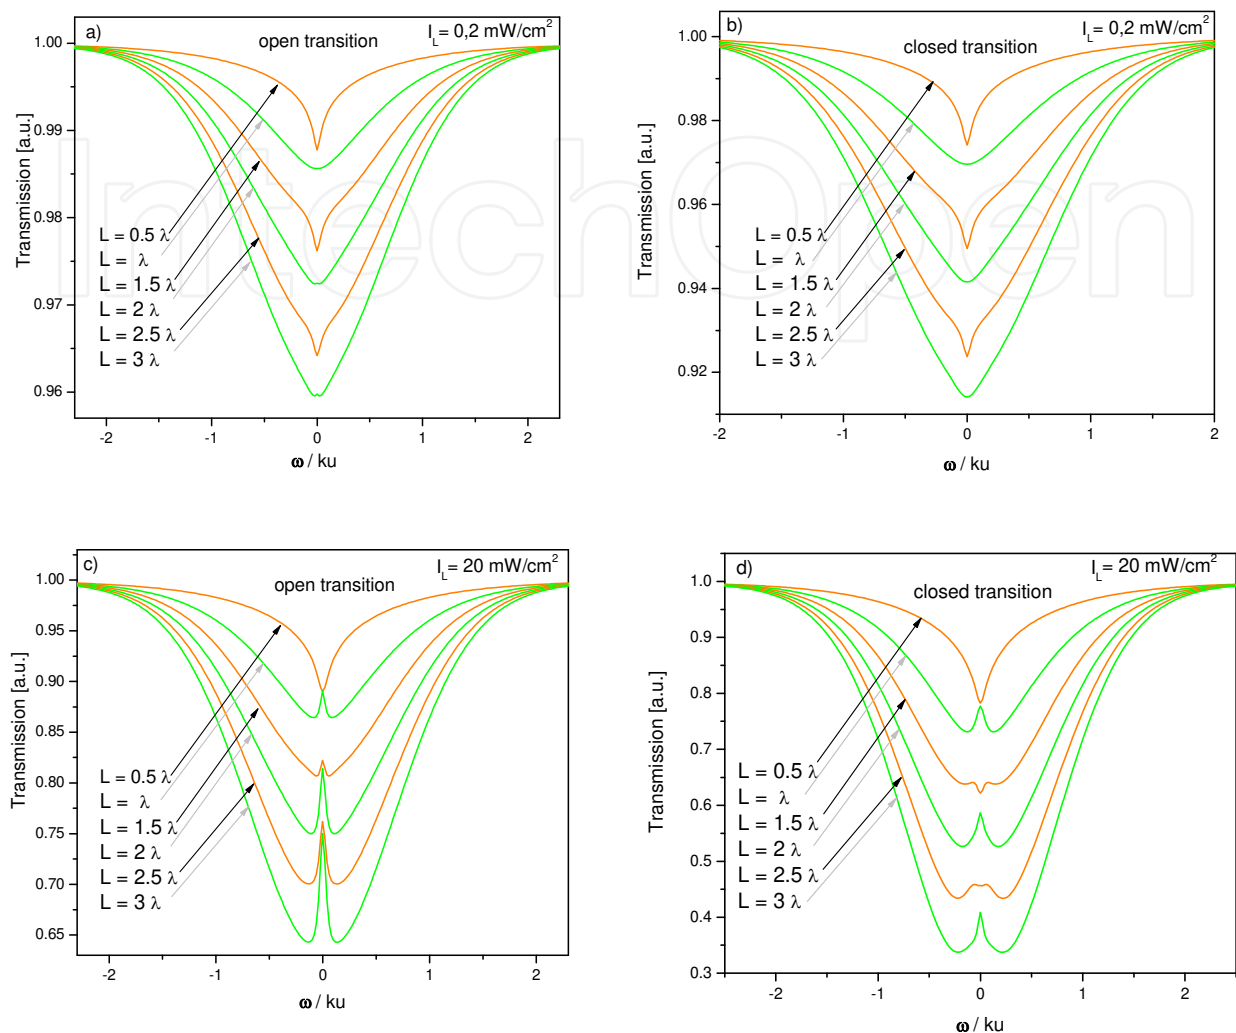 a)
open transition
I_L = 0,2 mW/cm²
Transmission [a.u.]
1.00
0.99
0.98
0.97
0.96
L = 0.5 λ
L = λ
L = 1.5 λ
L = 2 λ
L = 2.5 λ
L = 3 λ
-2 -1 0 1 2
ω / ku
b)
closed transition
I_L = 0,2 mW/cm²
Transmission [a.u.]
1.00
0.98
0.96
0.94
0.92
L = 0.5 λ
L = λ
L = 1.5 λ
L = 2 λ
L = 2.5 λ
L = 3 λ
-2 -1 0 1 2
ω / ku
c)
open transition
I_L = 20 mW/cm²
Transmission [a.u.]
1.00
0.95
0.90
0.85
0.80
0.75
0.70
0.65
L = 0.5 λ
L = λ
L = 1.5 λ
L = 2 λ
L = 2.5 λ
L = 3 λ
-2 -1 0 1 2
ω / ku
d)
closed transition
I_L = 20 mW/cm²
Transmission [a.u.]
1.0
0.9
0.8
0.7
0.6
0.5
0.4
0.3
L = 0.5 λ
L = λ
L = 1.5 λ
L = 2 λ
L = 2.5 λ
L = 3 λ
-2 -1 0 1 2
ω / ku
IntechOpen